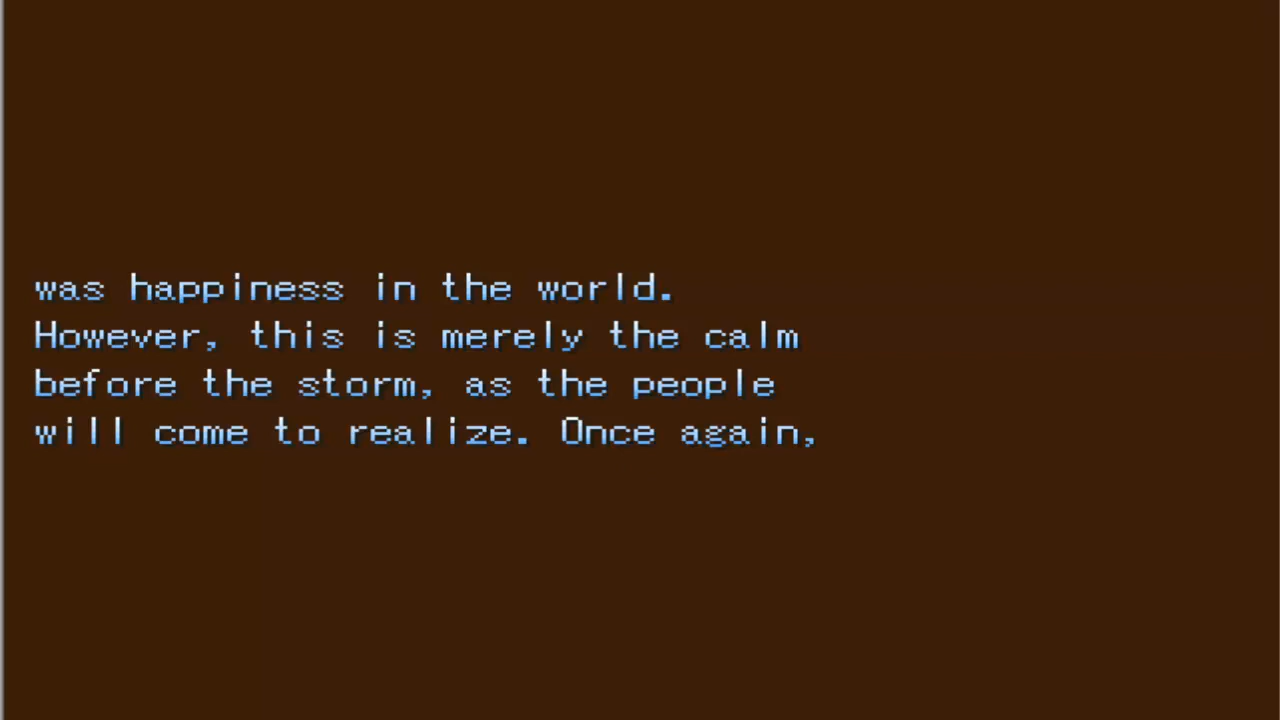 was happiness in the world.
However, this is merely the calm
before the storm, as the people
will come to realize. Once again,